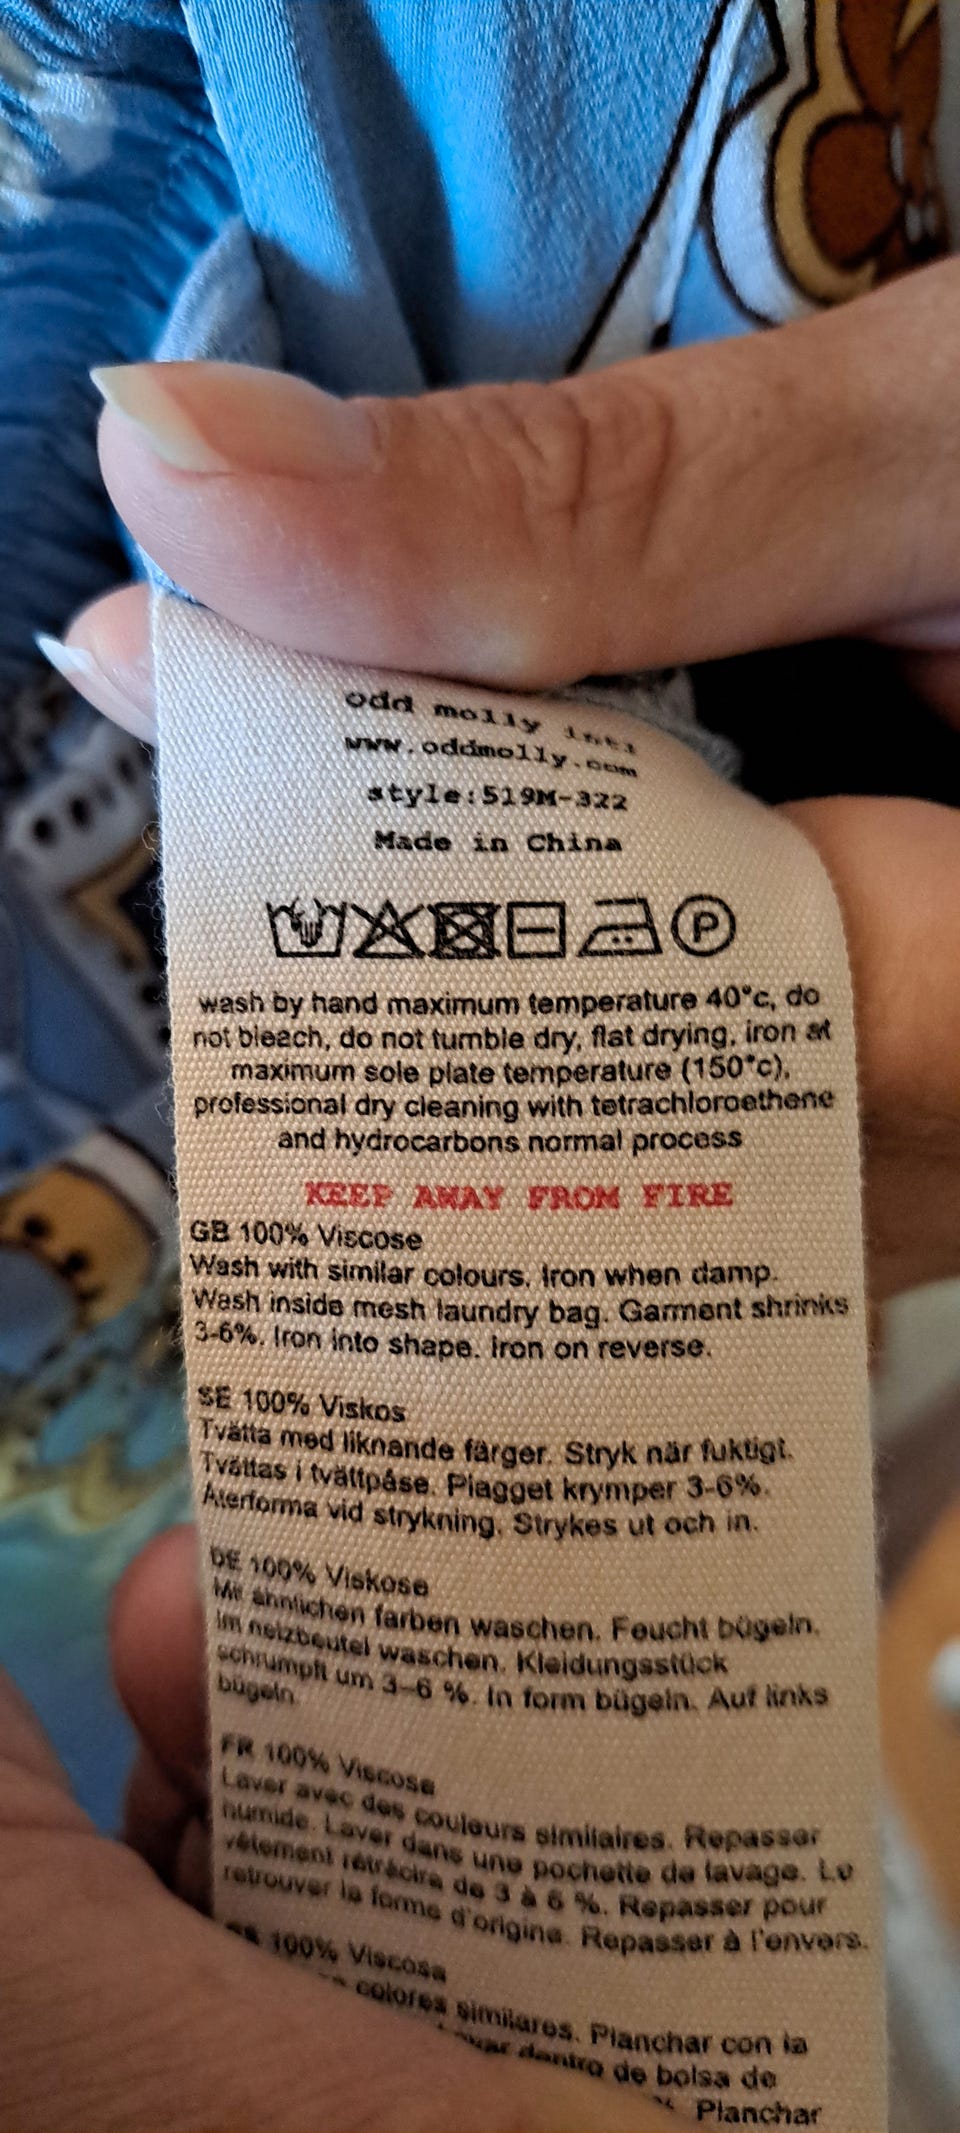 odd molly intl
www.oddmolly.com
style:519M-322
Made in China
P
wash by hand maximum temperature 40°c, do
not bleach, do not tumble dry, flat drying, iron at
maximum sole plate temperature (150°c),
professional dry cleaning with tetrachloroethene
and hydrocarbons normal process
KEEP AWAY FROM FIRE
GB 100% Viscose
Wash with similar colours. Iron when damp.
Wash inside mesh laundry bag. Garment shrinks
3-6%. Iron into shape. Iron on reverse.
SE 100% Viskos
Tvätta med liknande färger. Stryk när fuktigt.
Tvättas i tvättpåse. Plagget krymper 3-6%.
Återforma vid strykning. Strykes ut och in.
DE 100% Viskose
Mit ähnlichen farben waschen. Feucht bügeln.
Im netzbeutel waschen. Kleidungsstück
schrumpft um 3–6 %. In form bügeln. Auf links
bügeln.
FR 100% Viscose
Laver avec des couleurs similaires. Repasser
humide. Laver dans une pochette de lavage. Le
vêtement rétrécira de 3 à 6 %. Repasser pour
retrouver la forme d'origine. Repasser à l'envers.
100% Viscosa
colores similares. Planchar con la
dentro de bolsa de
%. Planchar